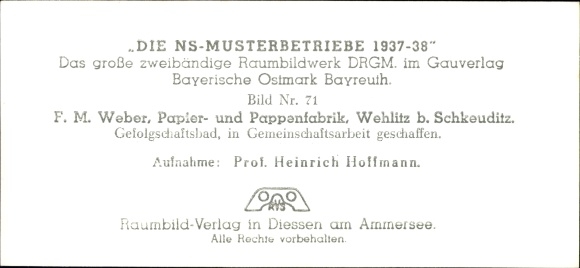 „DIE NS-MUSTERBETRIEBE 1937-38"
Das große zweibändige Raumbildwerk DRGM. im Gauverlag
Bayerische Ostmark Bayreuth.
Bild Nr. 71
F. M. Weber, Papier- und Pappenfabrik, Wehlitz b. Schkeuditz.
Gefolgschaftsbad, in Gemeinschaftsarbeit geschaffen.
Aufnahme: Prof. Heinrich Hoffmann.
Raumbild-Verlag in Diessen am Ammersee.
Alle Rechte vorbehalten.